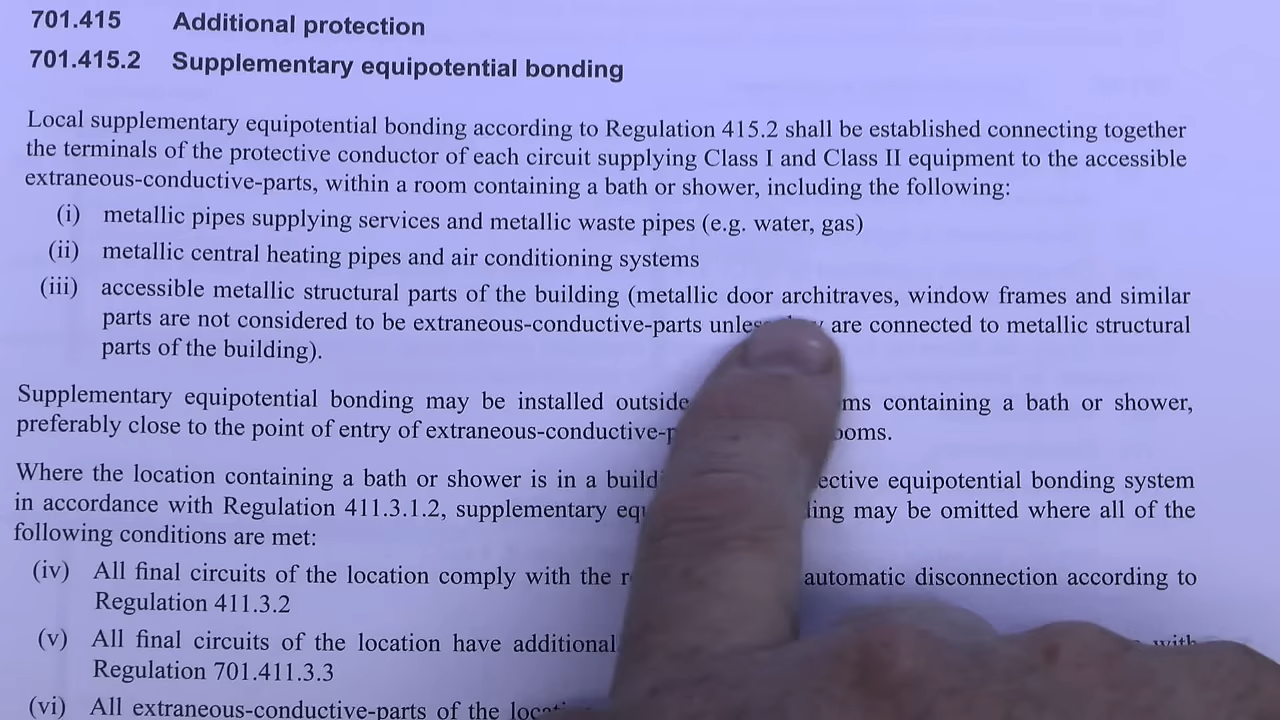 701.415 Additional protection
701.415.2 Supplementary equipotential bonding
Local supplementary equipotential bonding according to Regulation 415.2 shall be established connecting together
the terminals of the protective conductor of each circuit supplying Class I and Class II equipment to the accessible
extraneous-conductive-parts, within a room containing a bath or shower, including the following:
(i) metallic pipes supplying services and metallic waste pipes (e.g. water, gas)
(ii) metallic central heating pipes and air conditioning systems
(iii) accessible metallic structural parts of the building (metallic door architraves, window frames and similar
parts are not considered to be extraneous-conductive-parts are connected to metallic structural
parts of the building).
Supplementary equipotential bonding may be installed outside containing a bath or shower,
preferably close to the point of entry of
Where the location containing a bath or shower is in a equipotential bonding system
in accordance with Regulation 411.3.1.2, supplementary may be omitted where all of the
following conditions are met:
(iv) All final circuits of the location comply with the automatic disconnection according to
Regulation 411.3.2
(v) All final circuits of the location have additional with
Regulation 701.411.3.3
(vi) All extraneous-conductive-parts of the